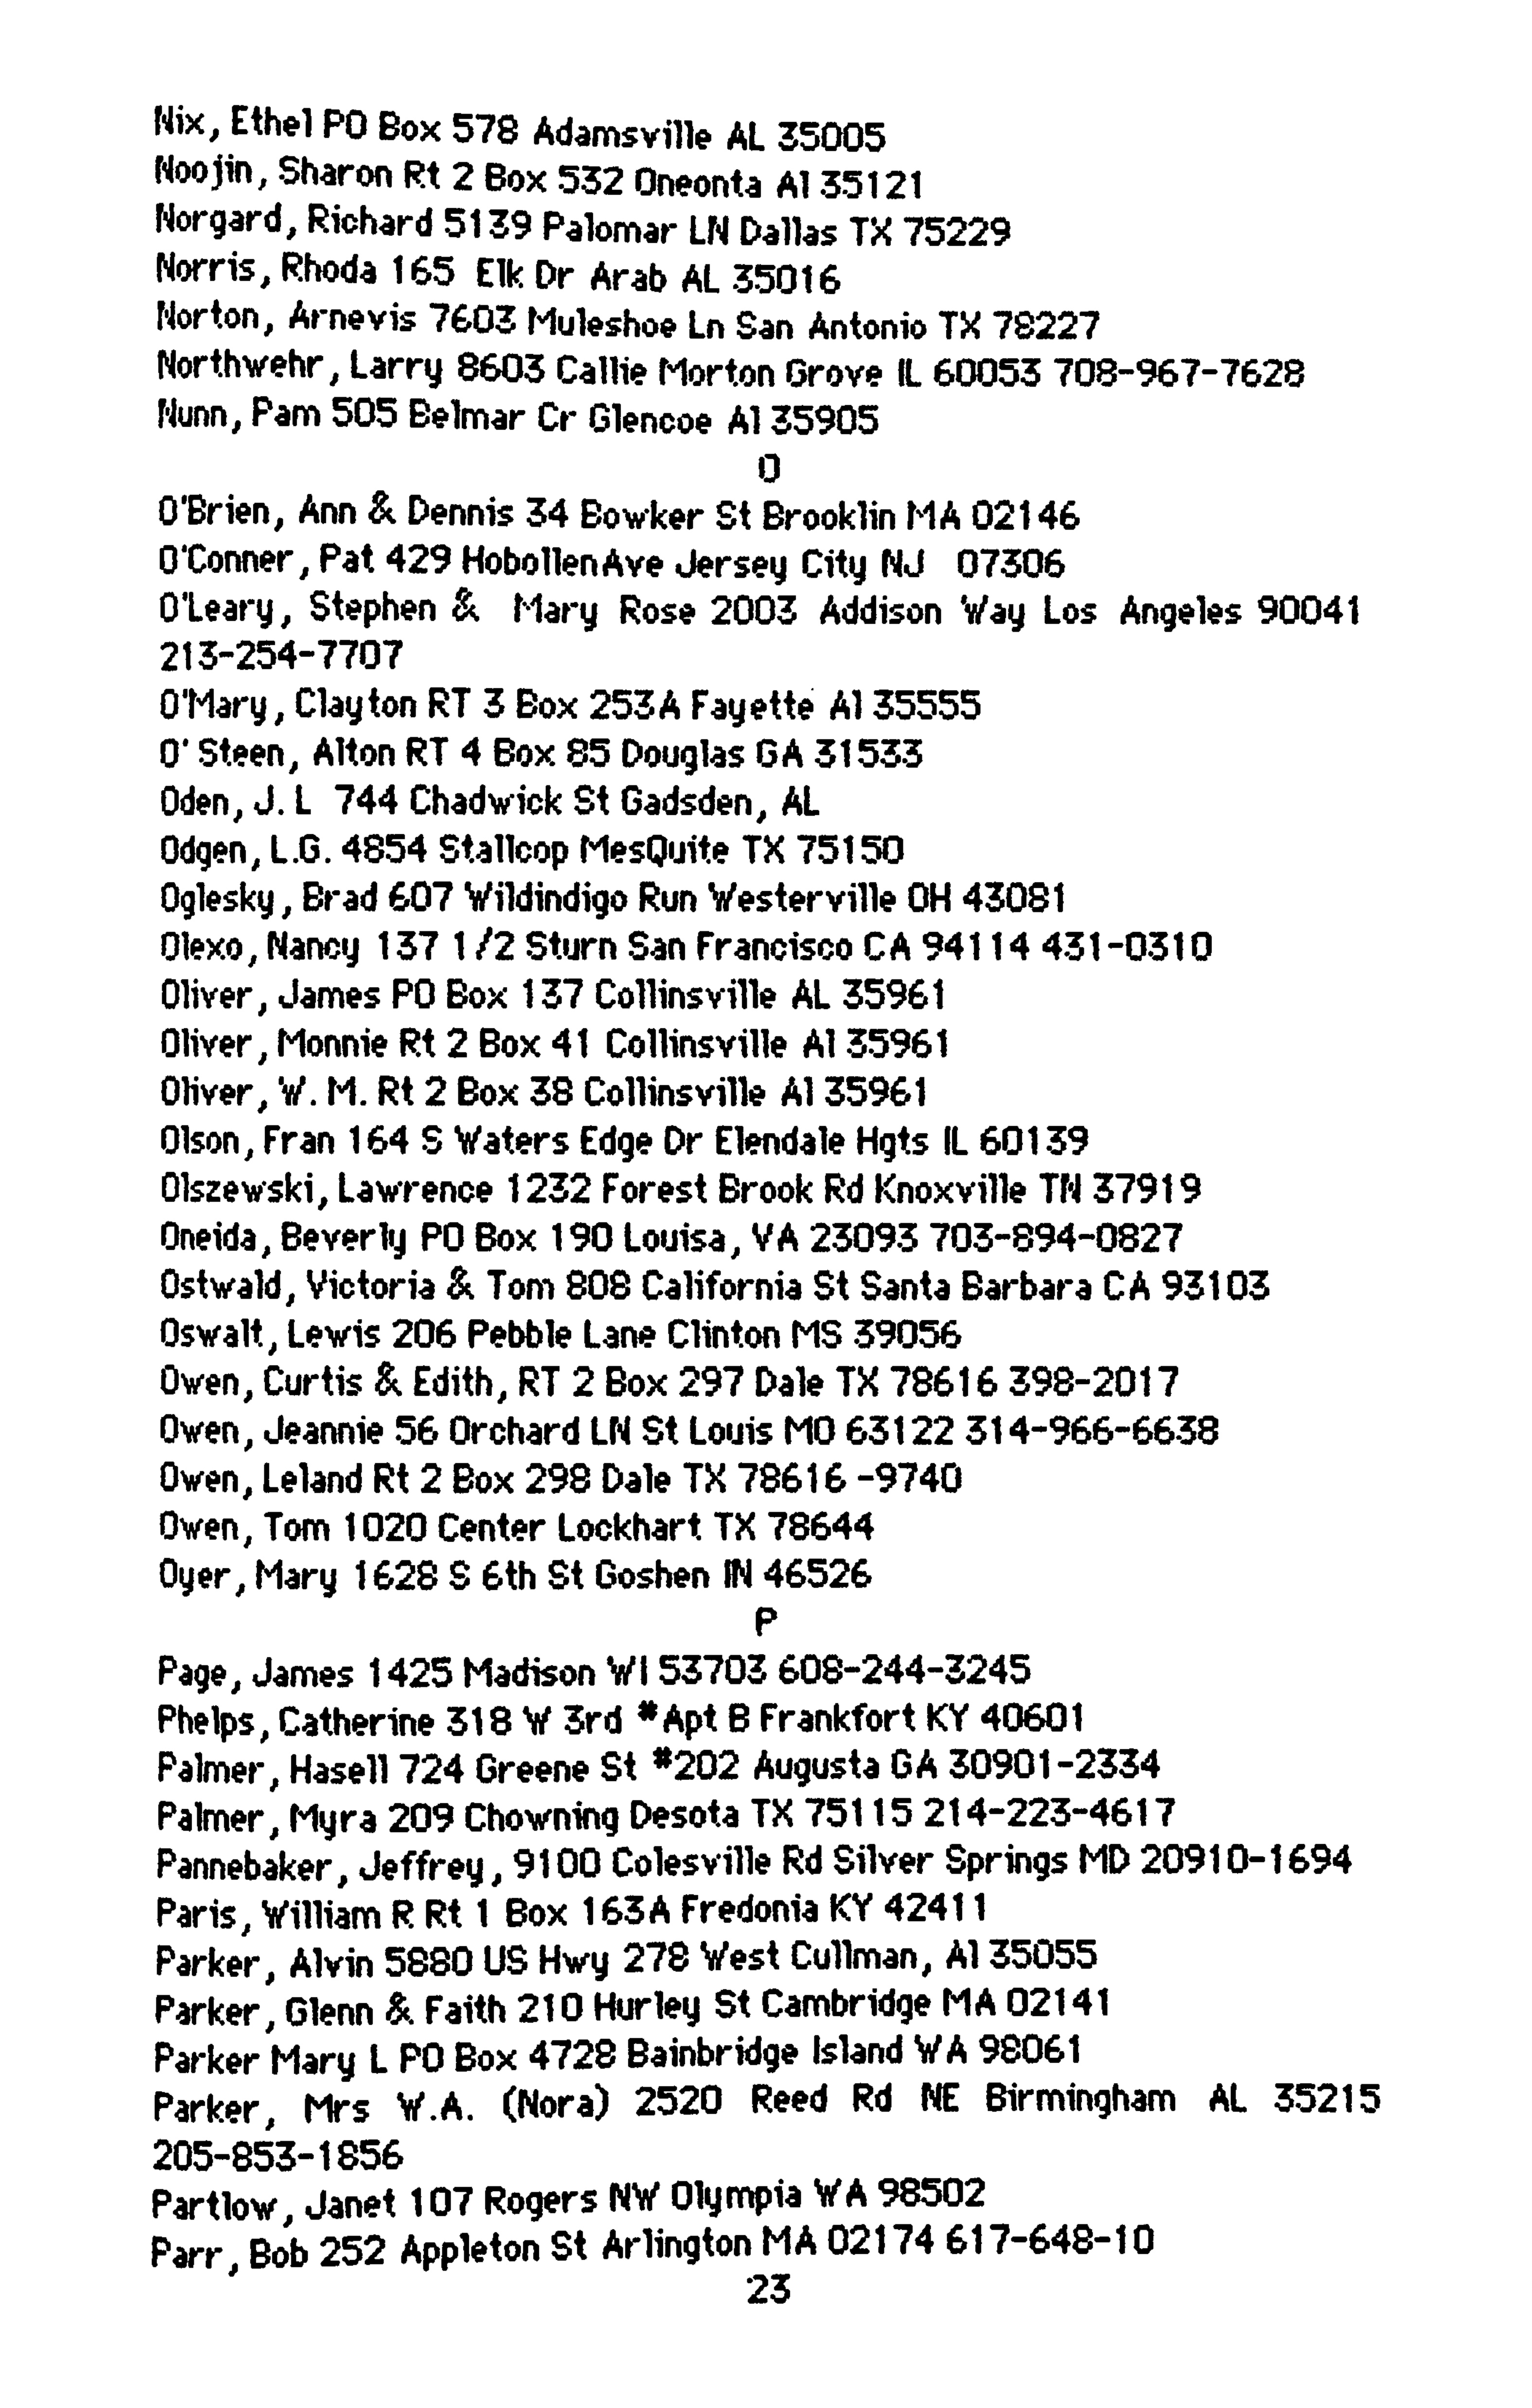 Nix, Ethel PO Box 578 Adamsville AL 35005
Noojin, Sharon Rt 2 Box 532 Oneonta Al 35121
Norgard, Richard 5139 Palomar LN Dallas TX 75229
Norris, Rhoda 165 Elk Dr Arab AL 35016
Norton, Arnevis 7603 Muleshoe Ln San Antonio TX 78227
Northwehr, Larry 8603 Callie Morton Grove IL 60053 708-967-7628
Nunn, Pam 505 Belmar Cr Glencoe Al 35905
O
O'Brien, Ann & Dennis 34 Bowker St Brooklin MA 02146
O'Conner, Pat 429 HobollenAve Jersey City NJ 07306
O'Leary, Stephen & Mary Rose 2003 Addison Way Los Angeles 90041
213-254-7707
O'Mary, Clayton RT 3 Box 253A Fayette Al 35555
O' Steen, Alton RT 4 Box 85 Douglas GA 31533
Oden, J. L 744 Chadwick St Gadsden, AL
Odgen, L.G. 4854 Stallcop MesQuite TX 75150
Oglesky, Brad 607 Wildindigo Run Westerville OH 43081
Olexo, Nancy 137 1/2 Sturn San Francisco CA 94114 431-0310
Oliver, James PO Box 137 Collinsville AL 35961
Oliver, Monnie Rt 2 Box 41 Collinsville Al 35961
Oliver, W. M. Rt 2 Box 38 Collinsville Al 35961
Olson, Fran 164 S Waters Edge Dr Elendale Hgts IL 60139
Olszewski, Lawrence 1232 Forest Brook Rd Knoxville TN 37919
Oneida, Beverly PO Box 190 Louisa, VA 23093 703-894-0827
Ostwald, Victoria & Tom 808 California St Santa Barbara CA 93103
Oswalt, Lewis 206 Pebble Lane Clinton MS 39056
Owen, Curtis & Edith, RT 2 Box 297 Dale TX 78616 398-2017
Owen, Jeannie 56 Orchard LN St Louis MO 63122 314-966-6638
Owen, Leland Rt 2 Box 298 Dale TX 78616 -9740
Owen, Tom 1020 Center Lockhart TX 78644
Oyer, Mary 1628 S 6th St Goshen IN 46526
P
Page, James 1425 Madison WI 53703 608-244-3245
Phelps, Catherine 318 W 3rd #Apt B Frankfort KY 40601
Palmer, Hasell 724 Greene St #202 Augusta GA 30901-2334
Palmer, Myra 209 Chowning Desota TX 75115 214-223-4617
Pannebaker, Jeffrey, 9100 Colesville Rd Silver Springs MD 20910-1694
Paris, William R Rt 1 Box 163A Fredonia KY 42411
Parker, Alvin 5880 US Hwy 278 West Cullman, Al 35055
Parker, Glenn & Faith 210 Hurley St Cambridge MA 02141
Parker Mary L PO Box 4728 Bainbridge Island WA 98061
Parker, Mrs W.A. (Nora) 2520 Reed Rd NE Birmingham AL 35215
205-853-1856
Partlow, Janet 107 Rogers NW Olympia WA 98502
Parr, Bob 252 Appleton St Arlington MA 02174 617-648-10
23